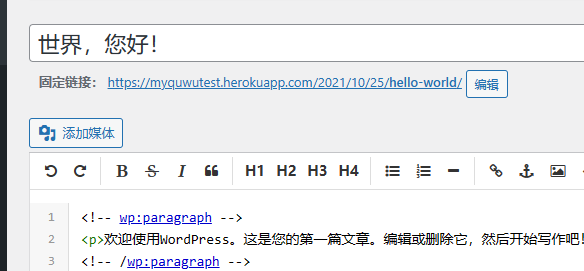 世界，您好！
固定链接： https://myquwutest.herokuapp.com/2021/10/25/hello-world/ 编辑
添加媒体
B S I H1 H2 H3 H4
1 <!-- wp:paragraph -->
2 <p>欢迎使用WordPress。这是您的第一篇文章。编辑或删除它，然后开始写作吧！
3 <!-- /wp:paragraph -->